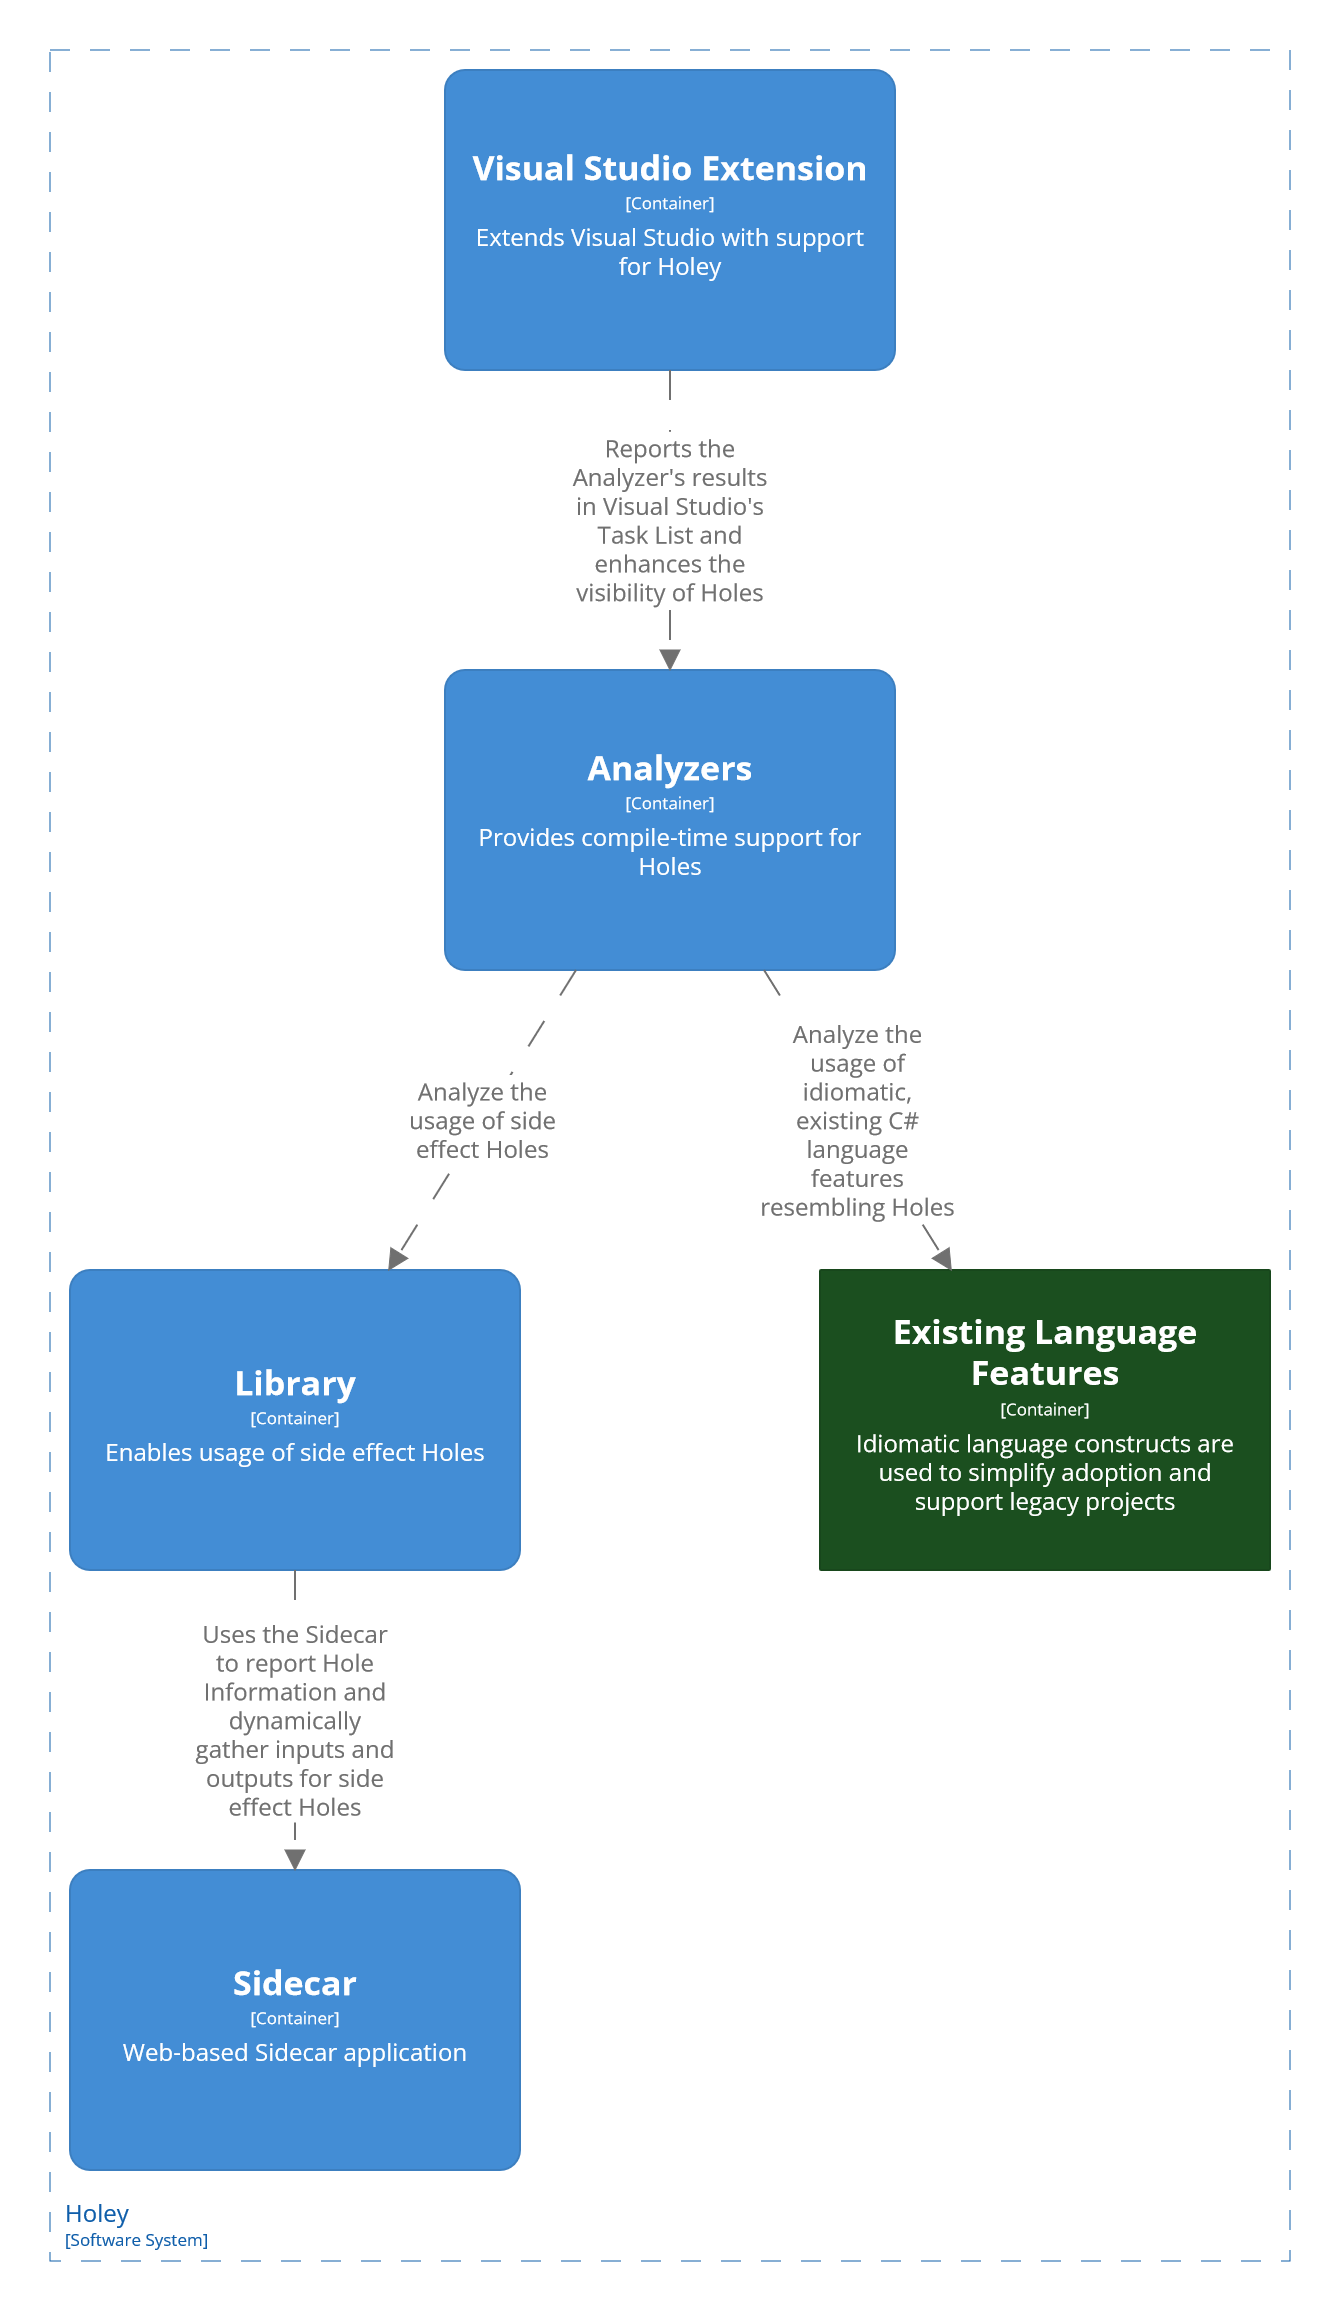 Visual Studio Extension
[Container]
Extends Visual Studio with support
for Holey
Reports the
Analyzer's results
in Visual Studio's
Task List and
enhances the
visibility of Holes
Analyzers
[Container]
Provides compile-time support for
Holes
Analyze the
usage of side
effect Holes
Analyze the
usage of
idiomatic,
existing C#
language
features
resembling Holes
Library
[Container]
Enables usage of side effect Holes
Existing Language
Features
[Container]
Idiomatic language constructs are
used to simplify adoption and
support legacy projects
Uses the Sidecar
to report Hole
Information and
dynamically
gather inputs and
outputs for side
effect Holes
Sidecar
[Container]
Web-based Sidecar application
Holey
[Software System]